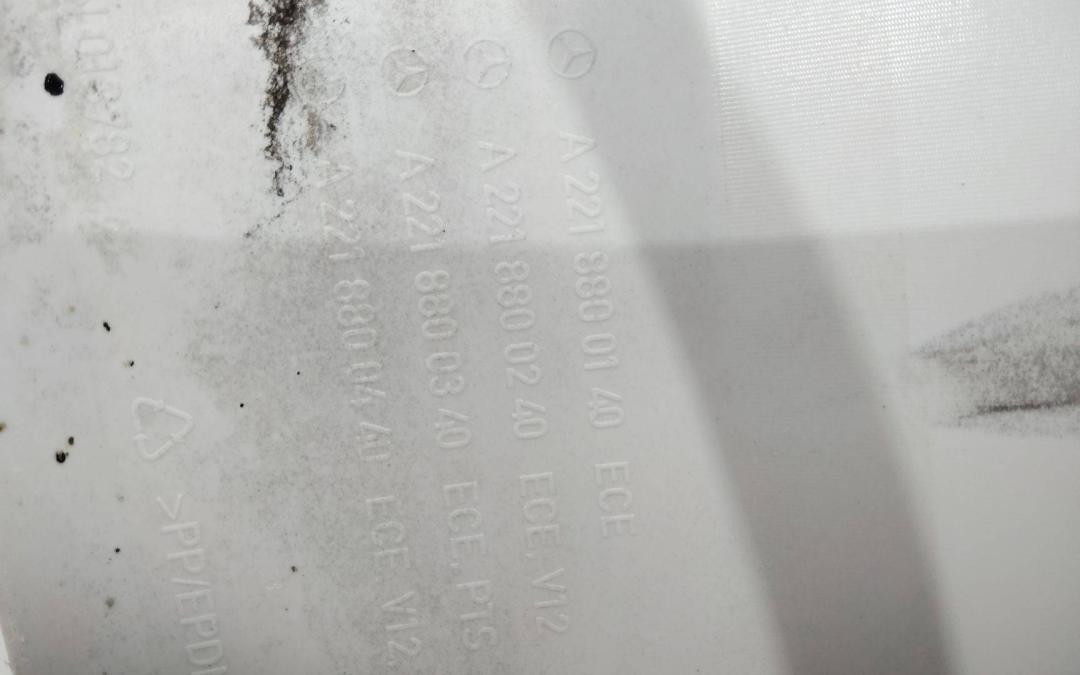 A 221 880 01 40 ECE
A 221 880 02 40 ECE, V12
A 221 880 03 40 ECE, PTS
A 221 880 04 40 ECE, V12,
>PP/EPD